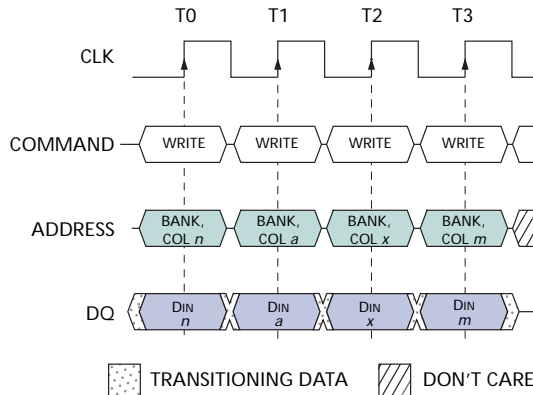 T0 T1 T2 T3
CLK
COMMAND WRITE WRITE WRITE WRITE
ADDRESS BANK, COL n BANK, COL a BANK, COL x BANK, COL m
DQ DIN n DIN a DIN x DIN m
TRANSITIONING DATA DON'T CARE